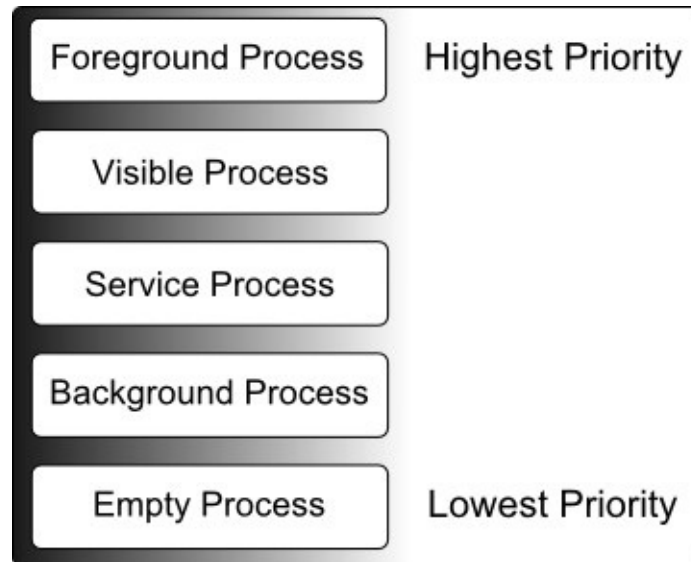 Foreground Process Highest Priority
Visible Process
Service Process
Background Process
Empty Process Lowest Priority